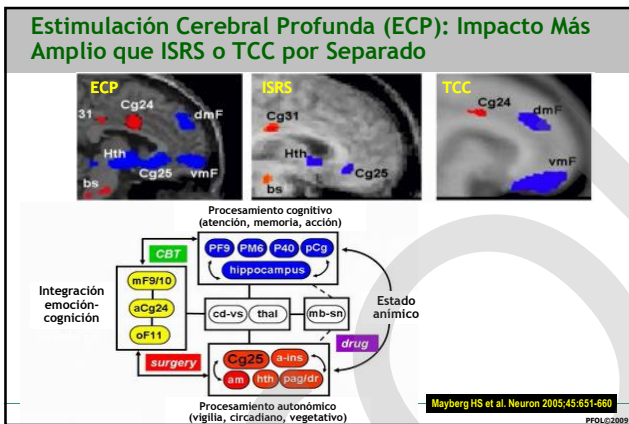 Estimulación Cerebral Profunda (ECP): Impacto Más
Amplio que ISRS o TCC por Separado
ECP
31
Cg24
dmF
Hth
Cg25
vmF
bs
ISRS
Cg31
Hth
Cg25
bs
TCC
Cg24
dmF
vmF
Procesamiento cognitivo
(atención, memoria, acción)
PF9 PM6 P40 pCg
hippocampus
CBT
Integración
emoción-
cognición
mF9/10
aCg24
oF11
cd-vs thal mb-sn
Estado
anímico
drug
surgery
Cg25 a-ins
am hth pag/dr
Procesamiento autonómico
(vigilia, circadiano, vegetativo)
Mayberg HS et al. Neuron 2005;45:651-660
PFOL©2009